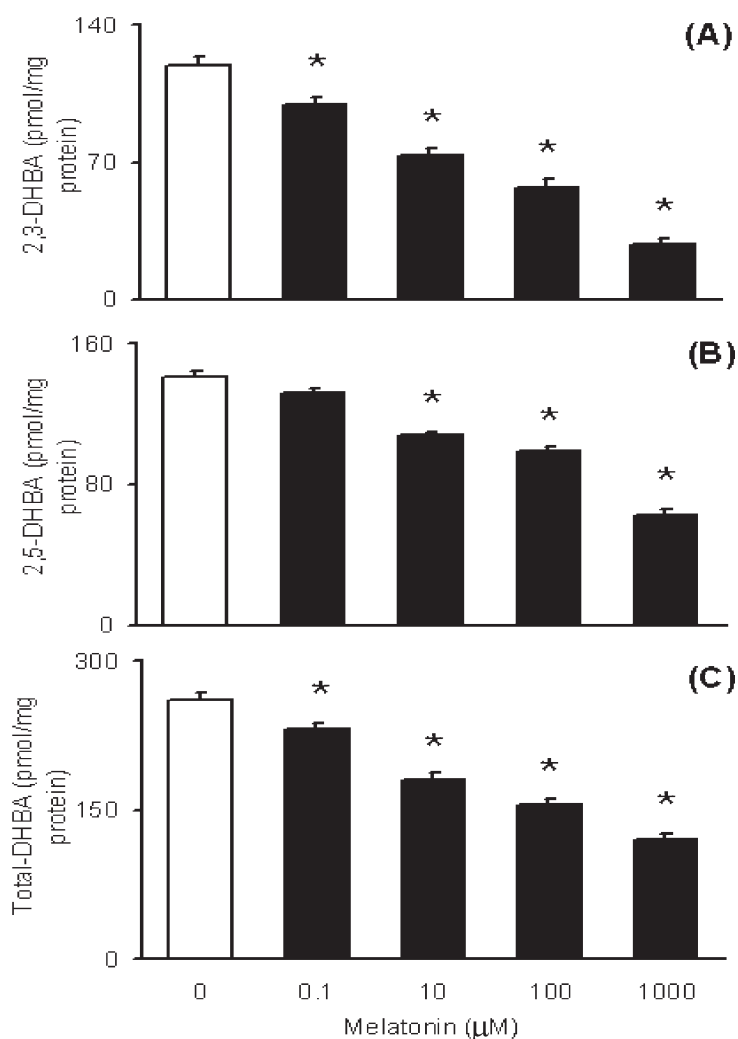 (A)
2,3-DHBA (pmol/mg
protein)
140
70
0
*
*
*
*
(B)
2,5-DHBA (pmol/mg
protein)
160
80
0
*
*
*
(C)
Total-DHBA (pmol/mg
protein)
300
150
0
*
*
*
*
0 0.1 10 100 1000
Melatonin (μM)